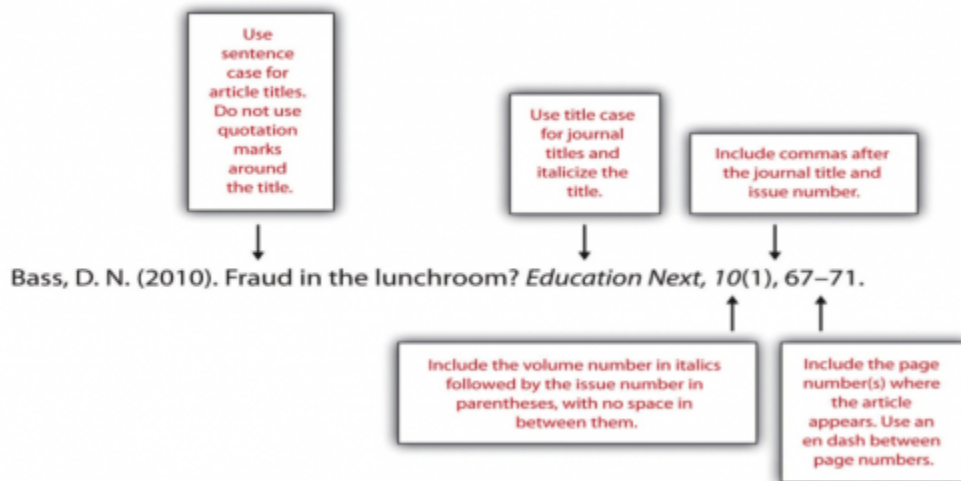 Use
sentence
case for
article titles.
Do not use
quotation
marks
around
the title.
Use title case
for journal
titles and
italicize the
title.
Include commas after
the journal title and
issue number.
Bass, D. N. (2010). Fraud in the lunchroom? Education Next, 10(1), 67–71.
Include the volume number in italics
followed by the issue number in
parentheses, with no space in
between them.
Include the page
number(s) where
the article
appears. Use an
en dash between
page numbers.